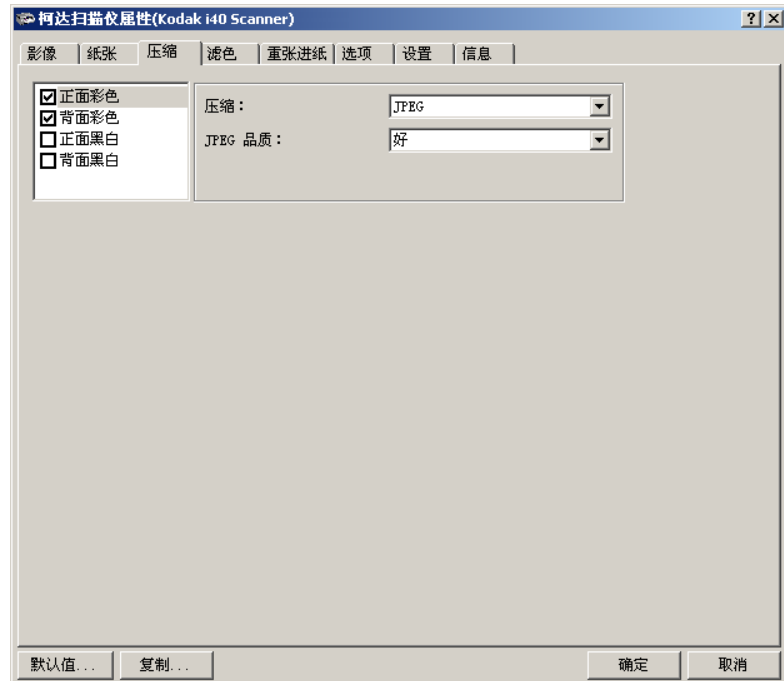 柯达扫描仪属性(Kodak i40 Scanner)
影像 纸张 压缩 滤色 重张进纸 选项 设置 信息
正面彩色
背面彩色
正面黑白
背面黑白
压缩：
JPEG
JPEG 品质：
好
默认值... 复制... 确定 取消